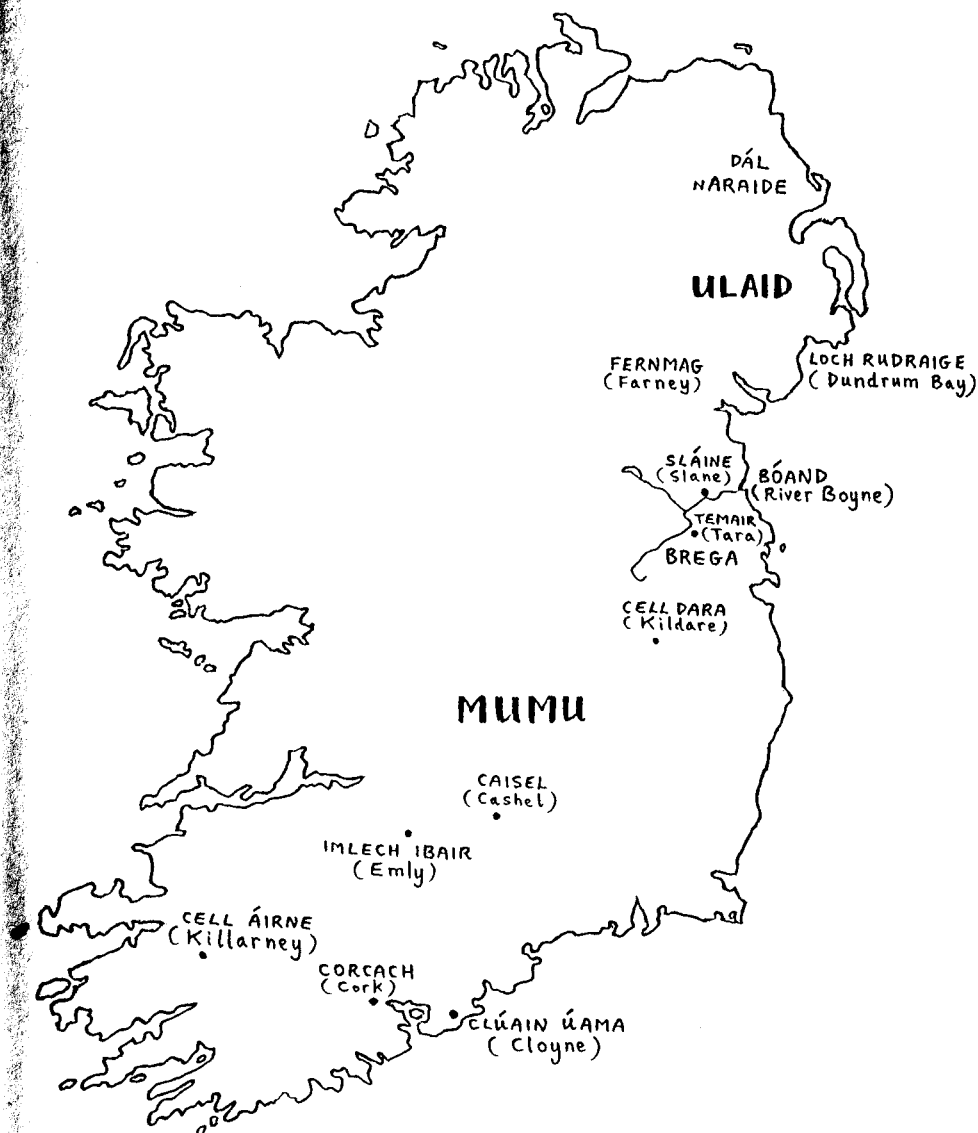 DÁL
NARAIDE
ULAID
FERNMAG
(Farney)
LOCH RUDRAIGE
(Dundrum Bay)
SLÁINE
(Slane)
BÓAND
(River Boyne)
TEMAIR
(Tara)
BREGA
CELL DARA
(Kildare)
MUMU
CAISEL
(Cashel)
IMLECH IBAIR
(Emly)
CELL ÁIRNE
(Killarney)
CORCACH
(Cork)
CLÚAIN ÚAMA
(Cloyne)